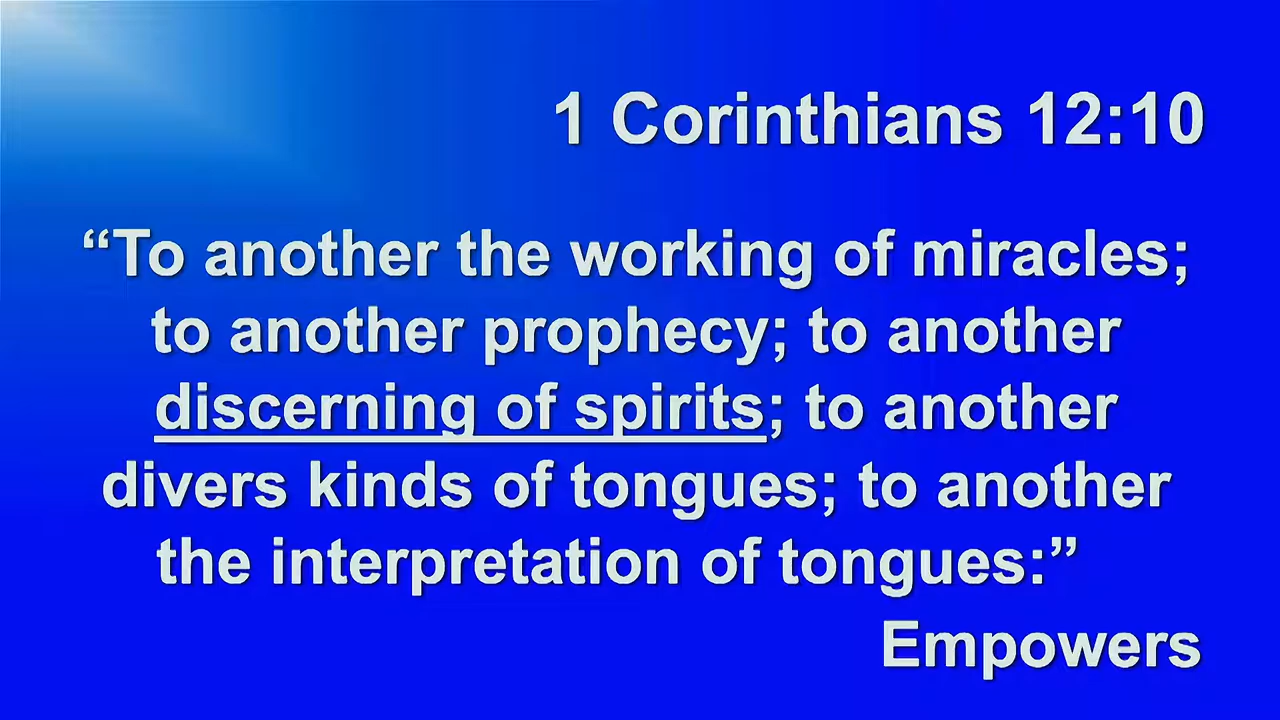 1 Corinthians 12:10
“To another the working of miracles;
to another prophecy; to another
discerning of spirits; to another
divers kinds of tongues; to another
the interpretation of tongues:”
Empowers